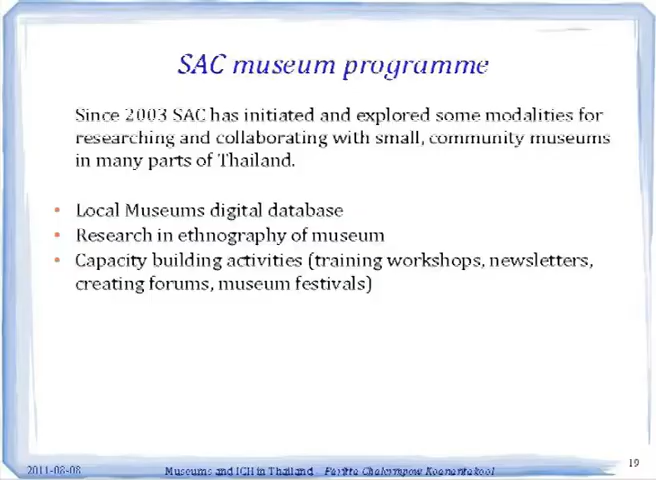 SAC museum programme
Since 2003 SAC has initiated and explored some modalities for
researching and collaborating with small, community museums
in many parts of Thailand.
• Local Museums digital database
• Research in ethnography of museum
• Capacity building activities (training workshops, newsletters,
creating forums, museum festivals)
19
2011-08-08 Museums and ICH in Thailand